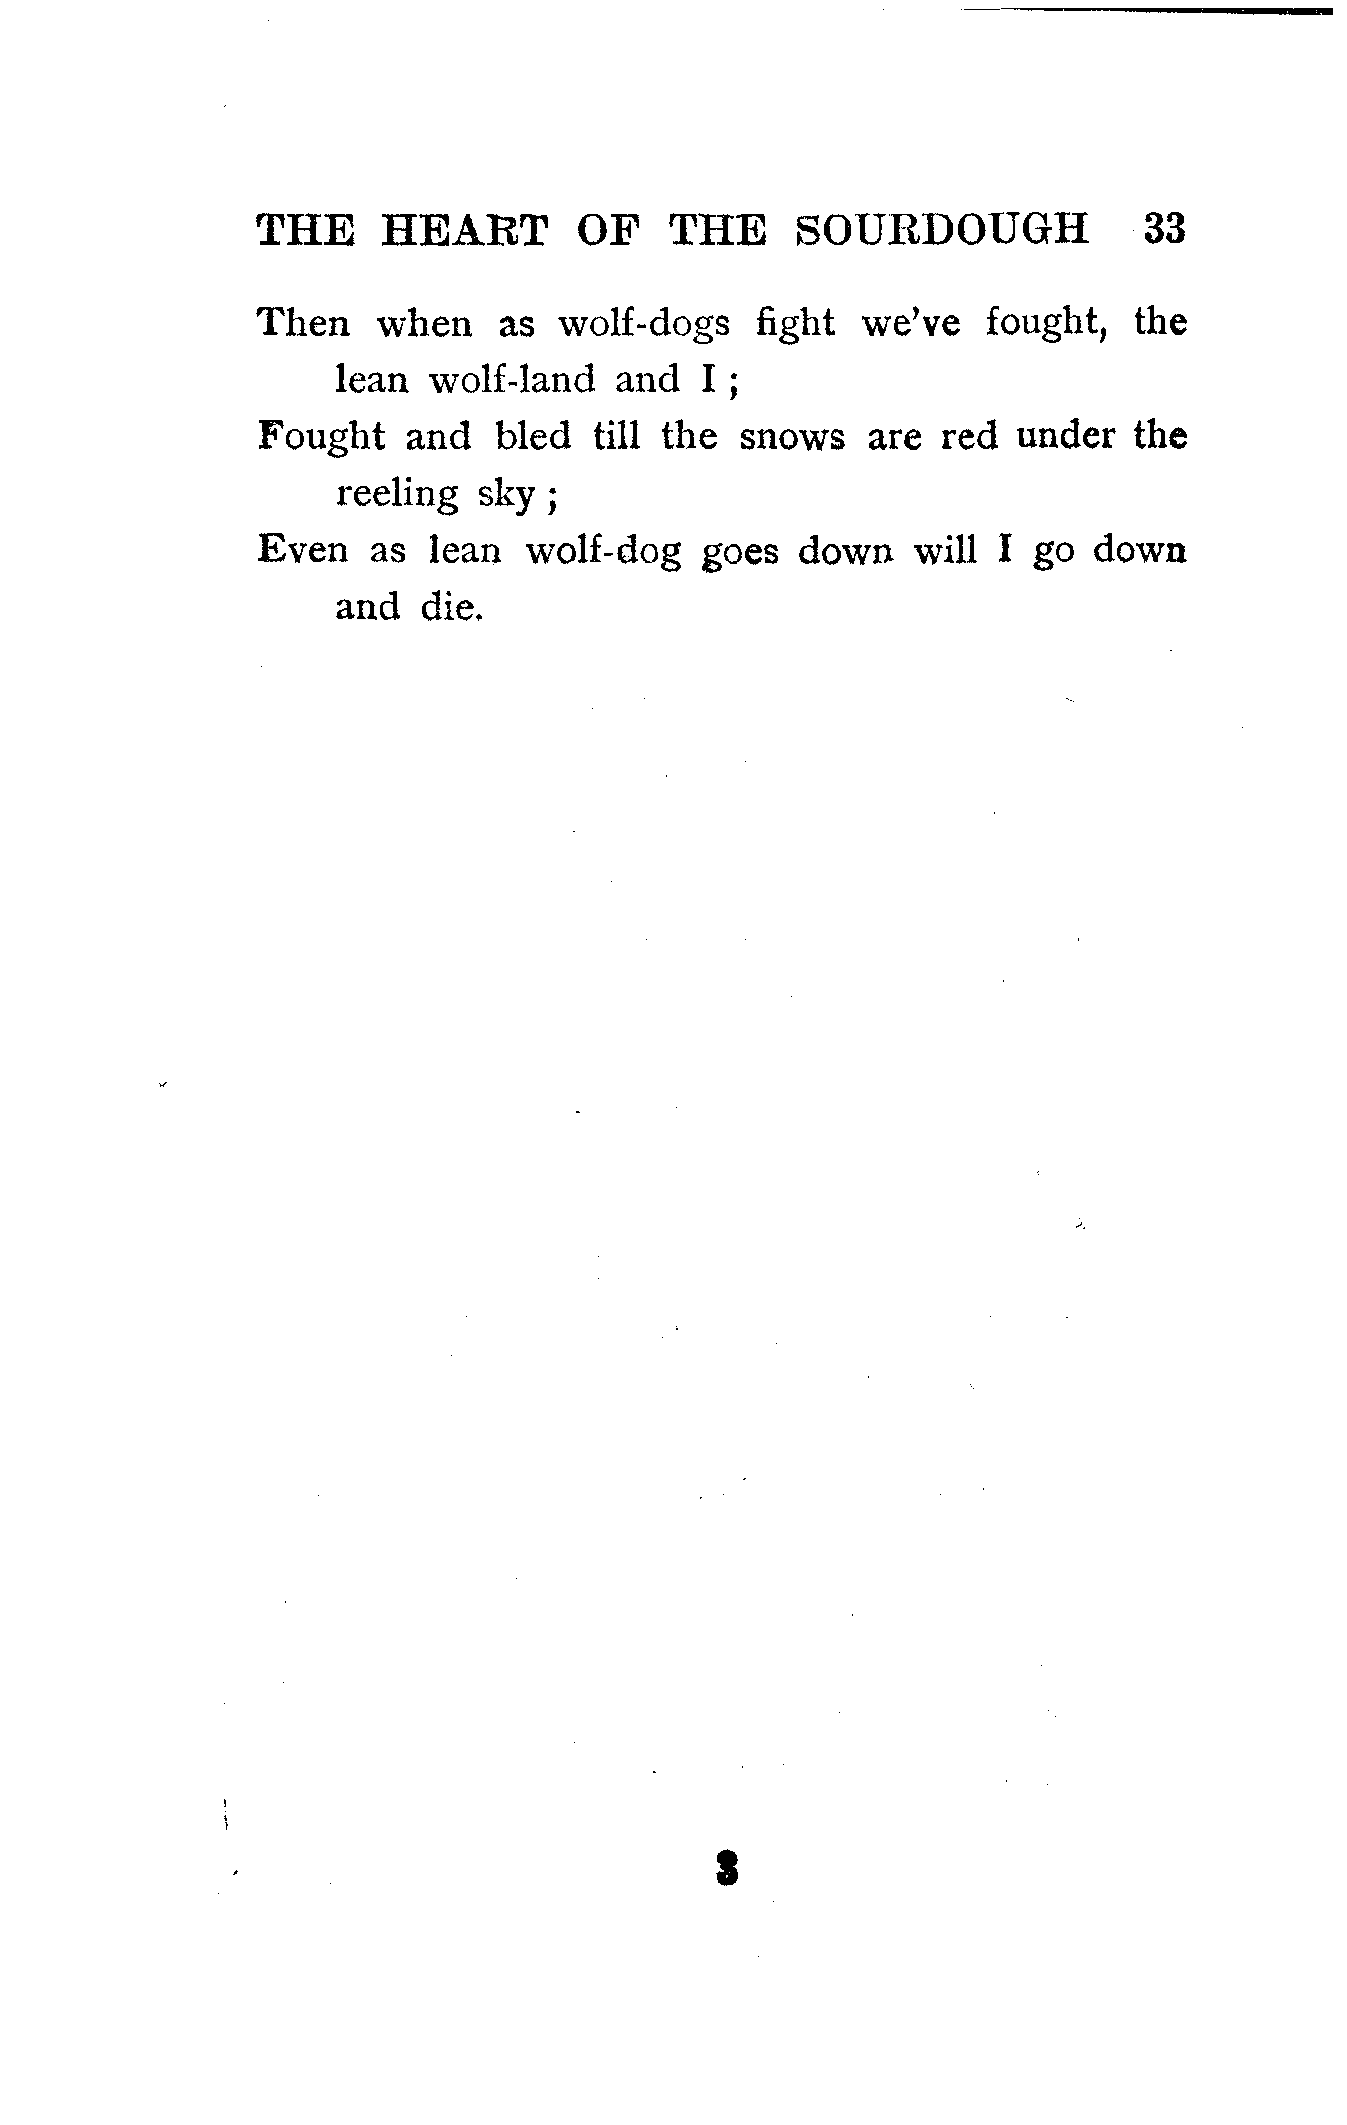 THE HEART OF THE SOURDOUGH 33
Then when as wolf-dogs fight we've fought, the
lean wolf-land and I ;
Fought and bled till the snows are red under the
reeling sky ;
Even as lean wolf-dog goes down will I go down
and die.
3